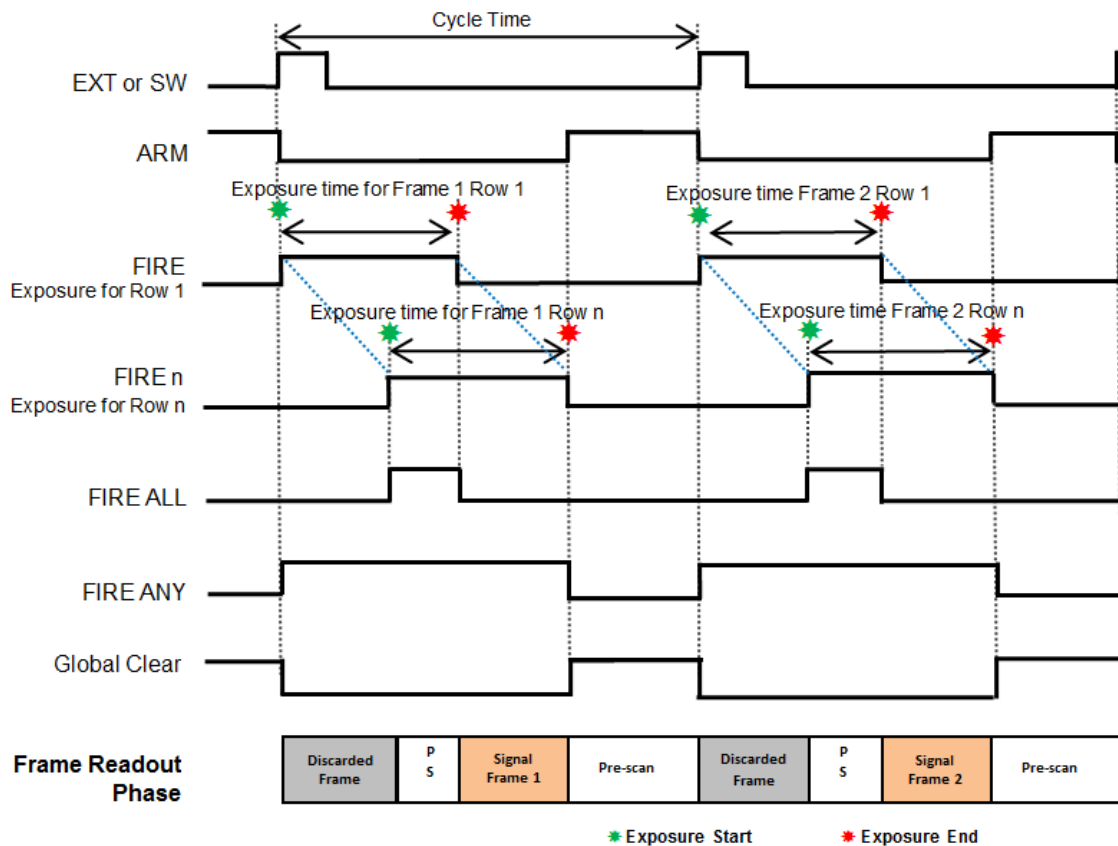 Cycle Time
EXT or SW
ARM
Exposure time for Frame 1 Row 1
Exposure time Frame 2 Row 1
FIRE
Exposure for Row 1
Exposure time for Frame 1 Row n
Exposure time Frame 2 Row n
FIRE n
Exposure for Row n
FIRE ALL
FIRE ANY
Global Clear
Frame Readout
Phase
Discarded
Frame
P
S
Signal
Frame 1
Pre-scan
Discarded
Frame
P
S
Signal
Frame 2
Pre-scan
Exposure Start
Exposure End